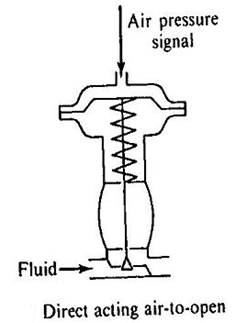 Air pressure
signal
Fluid
Direct acting air-to-open